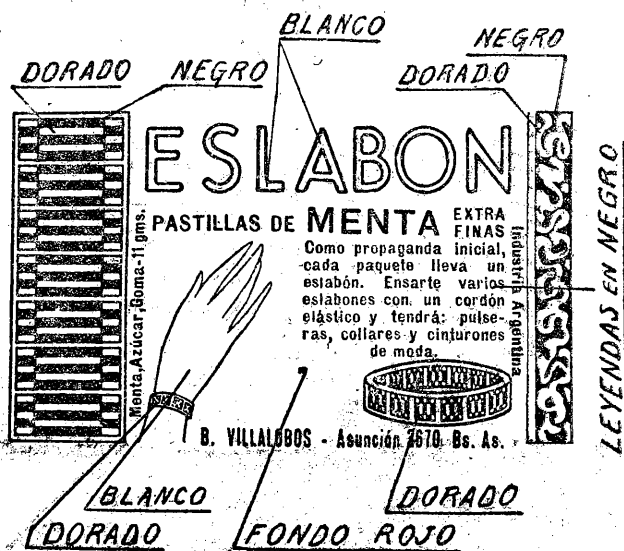 BLANCO
NEGRO
DORADO NEGRO DORADO
ESLABON
PASTILLAS DE MENTA EXTRA FINAS
Como propaganda inicial,
cada paquete lleva un
eslabón. Ensarte varios
eslabones con un cordón
elástico y tendrá: pulse-
ras, collares y cinturones
de moda.
Menta, Azúcar, Goma-11 gms.
Industria Argentina
LEYENDAS EN NEGRO
B. VILLALOBOS - Asunción 2670 Bs. As.
BLANCO DORADO
DORADO FONDO ROJO